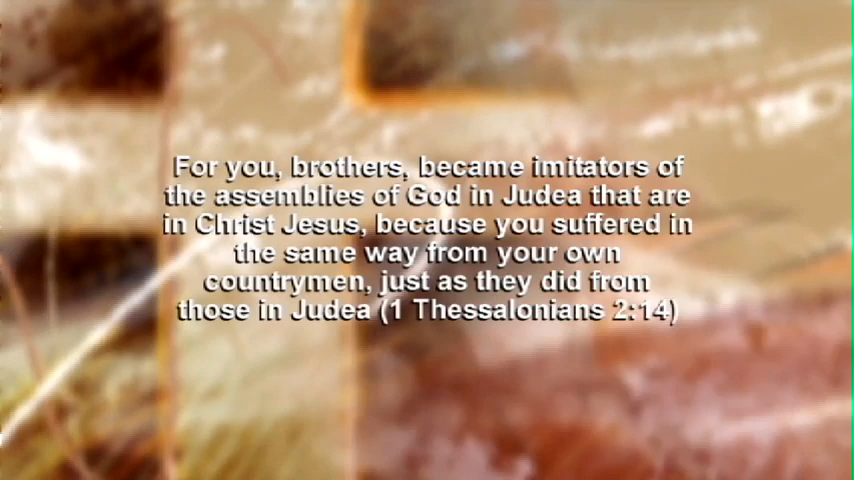 For you, brothers, became imitators of
the assemblies of God in Judea that are
in Christ Jesus, because you suffered in
the same way from your own
countrymen, just as they did from
those in Judea (1 Thessalonians 2:14)